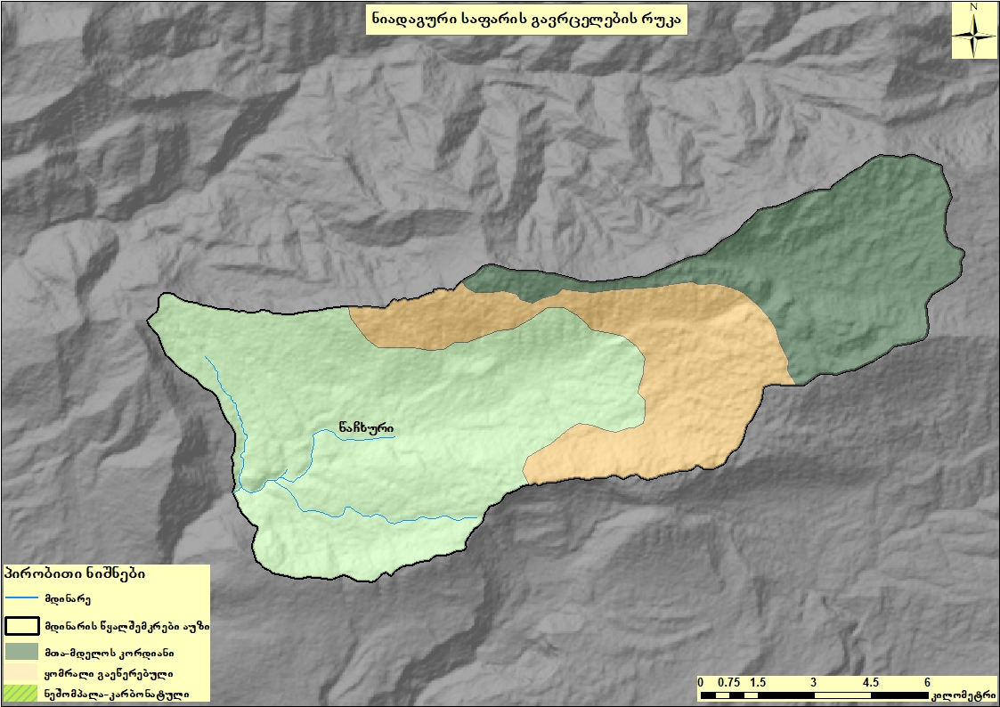 ნიადაგური საფარის გავრცელების რუკა
N
წაჩხური
პირობითი ნიშნები
მდინარე
მდინარის წყალშემკრები აუზი
მთა-მდელოს კორდიანი
ყომრალი გაეწერებული
ნეშომპალა-კარბონატული
0 0.75 1.5 3 4.5 6
კილომეტრი